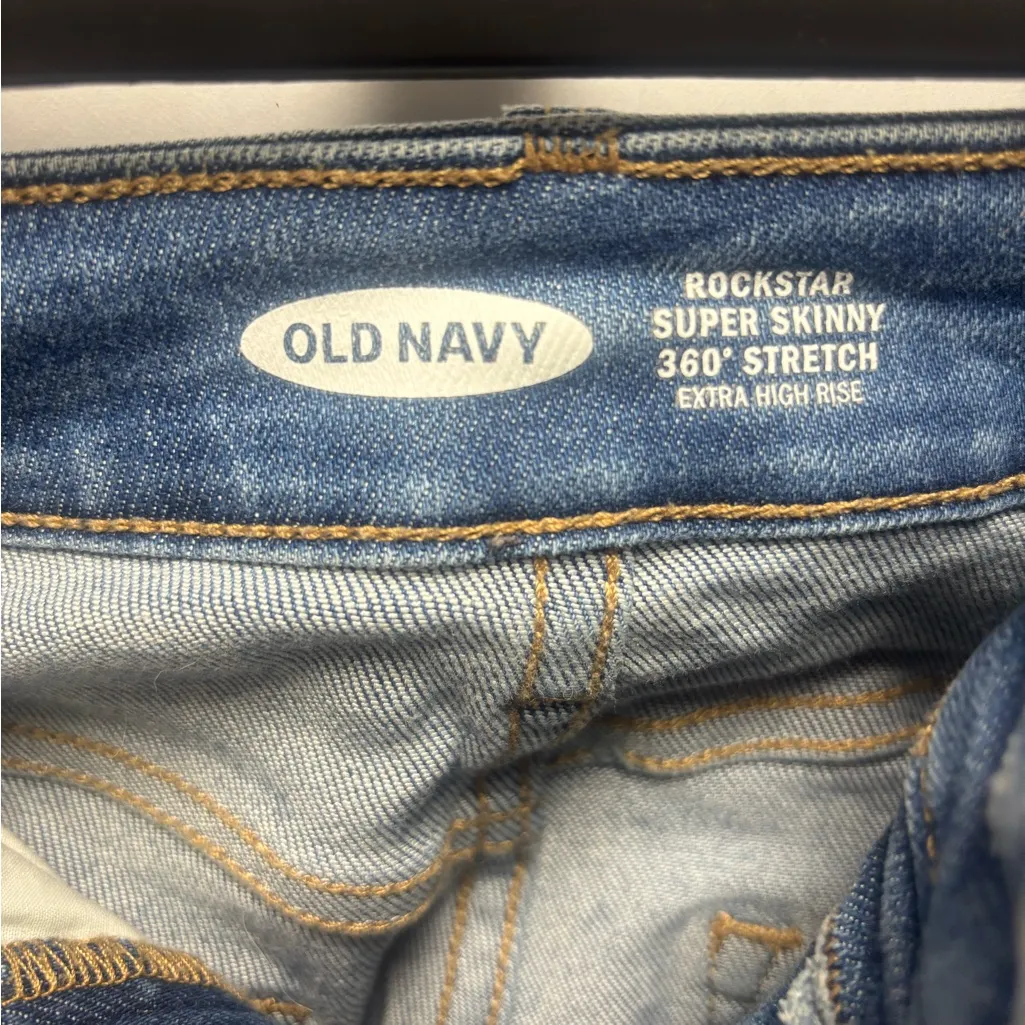 OLD NAVY
ROCKSTAR
SUPER SKINNY
360° STRETCH
EXTRA HIGH RISE